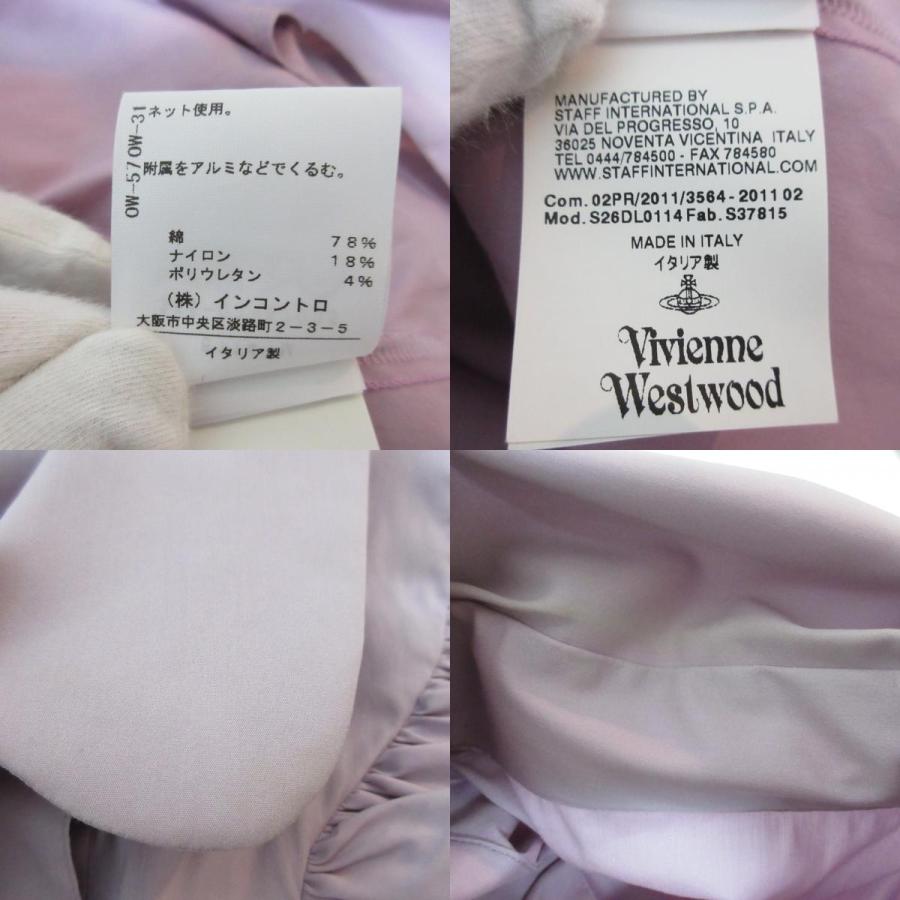 ネット使用。
附属をアルミなどでくるむ。
OW-57 OW-31
綿 78%
ナイロン 18%
ポリウレタン 4%
(株)インコントロ
大阪市中央区淡路町2-3-5
イタリア製
MANUFACTURED BY
STAFF INTERNATIONAL S.P.A.
VIA DEL PROGRESSO, 10
36025 NOVENTA VICENTINA ITALY
TEL 0444/784500 - FAX 784580
WWW.STAFFINTERNATIONAL.COM
Com. 02PR/2011/3564 - 2011 02
Mod. S26DL0114 Fab. S37815
MADE IN ITALY
イタリア製
Vivienne
Westwood